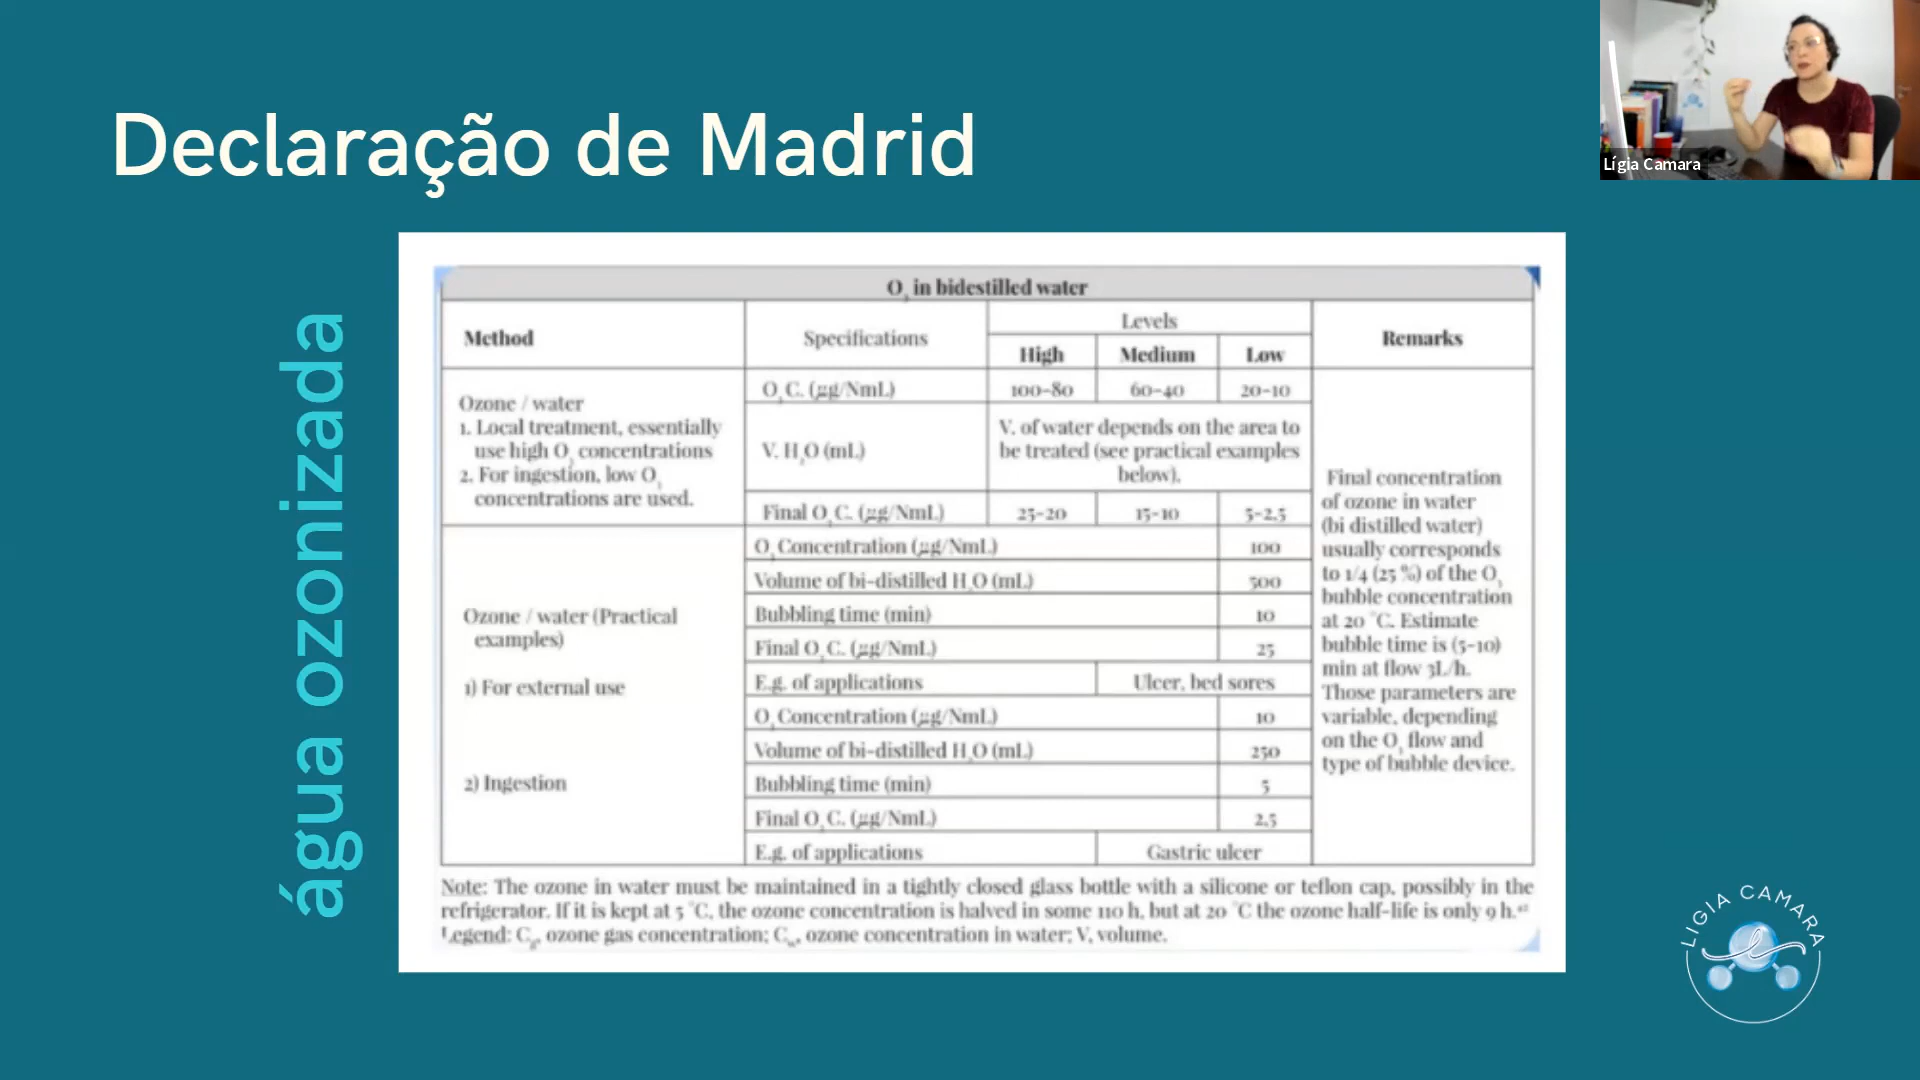 Declaração de Madrid
Lígia Camara
água ozonizada
O₃ in bidestilled water
Method
Specifications
Levels
High Medium Low
Remarks
Ozone / water
1. Local treatment, essentially
use high O₃ concentrations
2. For ingestion, low O₃
concentrations are used.
O₃C. (µg/NmL) 100-80 60-40 20-10
V. H₂O (mL)
V. of water depends on the area to
be treated (see practical examples
below).
Final O₃C. (µg/NmL) 25-20 15-10 5-2,5
Ozone / water (Practical
examples)
1) For external use
2) Ingestion
O₃ Concentration (µg/NmL) 100
Volume of bi-distilled H₂O (mL) 500
Bubbling time (min) 10
Final O₃C. (µg/NmL) 25
E.g. of applications Ulcer, bed sores
O₃ Concentration (µg/NmL) 10
Volume of bi-distilled H₂O (mL) 250
Bubbling time (min) 5
Final O₃C. (µg/NmL) 2,5
E.g. of applications Gastric ulcer
Final concentration
of ozone in water
(bi distilled water)
usually corresponds
to 1/4 (25 %) of the O₃
bubble concentration
at 20 °C. Estimate
bubble time is (5-10)
min at flow 3L/h.
Those parameters are
variable, depending
on the O₃ flow and
type of bubble device.
Note: The ozone in water must be maintained in a tightly closed glass bottle with a silicone or teflon cap, possibly in the
refrigerator. If it is kept at 5 °C, the ozone concentration is halved in some 110 h, but at 20 °C the ozone half-life is only 9 h.
Legend: C, ozone gas concentration; C, ozone concentration in water; V, volume.
LIGIA CAMARA